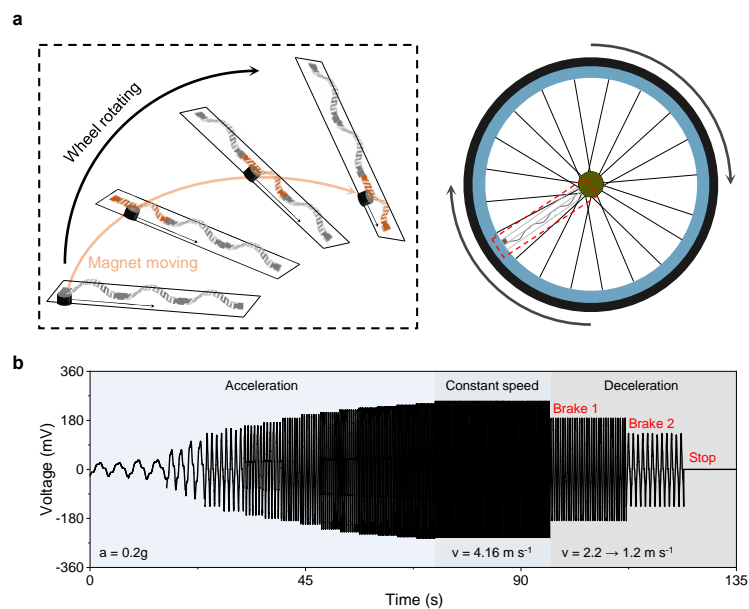 a
Wheel rotating
Magnet moving
b
360
180
0
-180
-360
Voltage (mV)
Acceleration
Constant speed
Deceleration
Brake 1
Brake 2
Stop
a = 0.2g
v = 4.16 m s⁻¹
v = 2.2 → 1.2 m s⁻¹
0
45
90
135
Time (s)